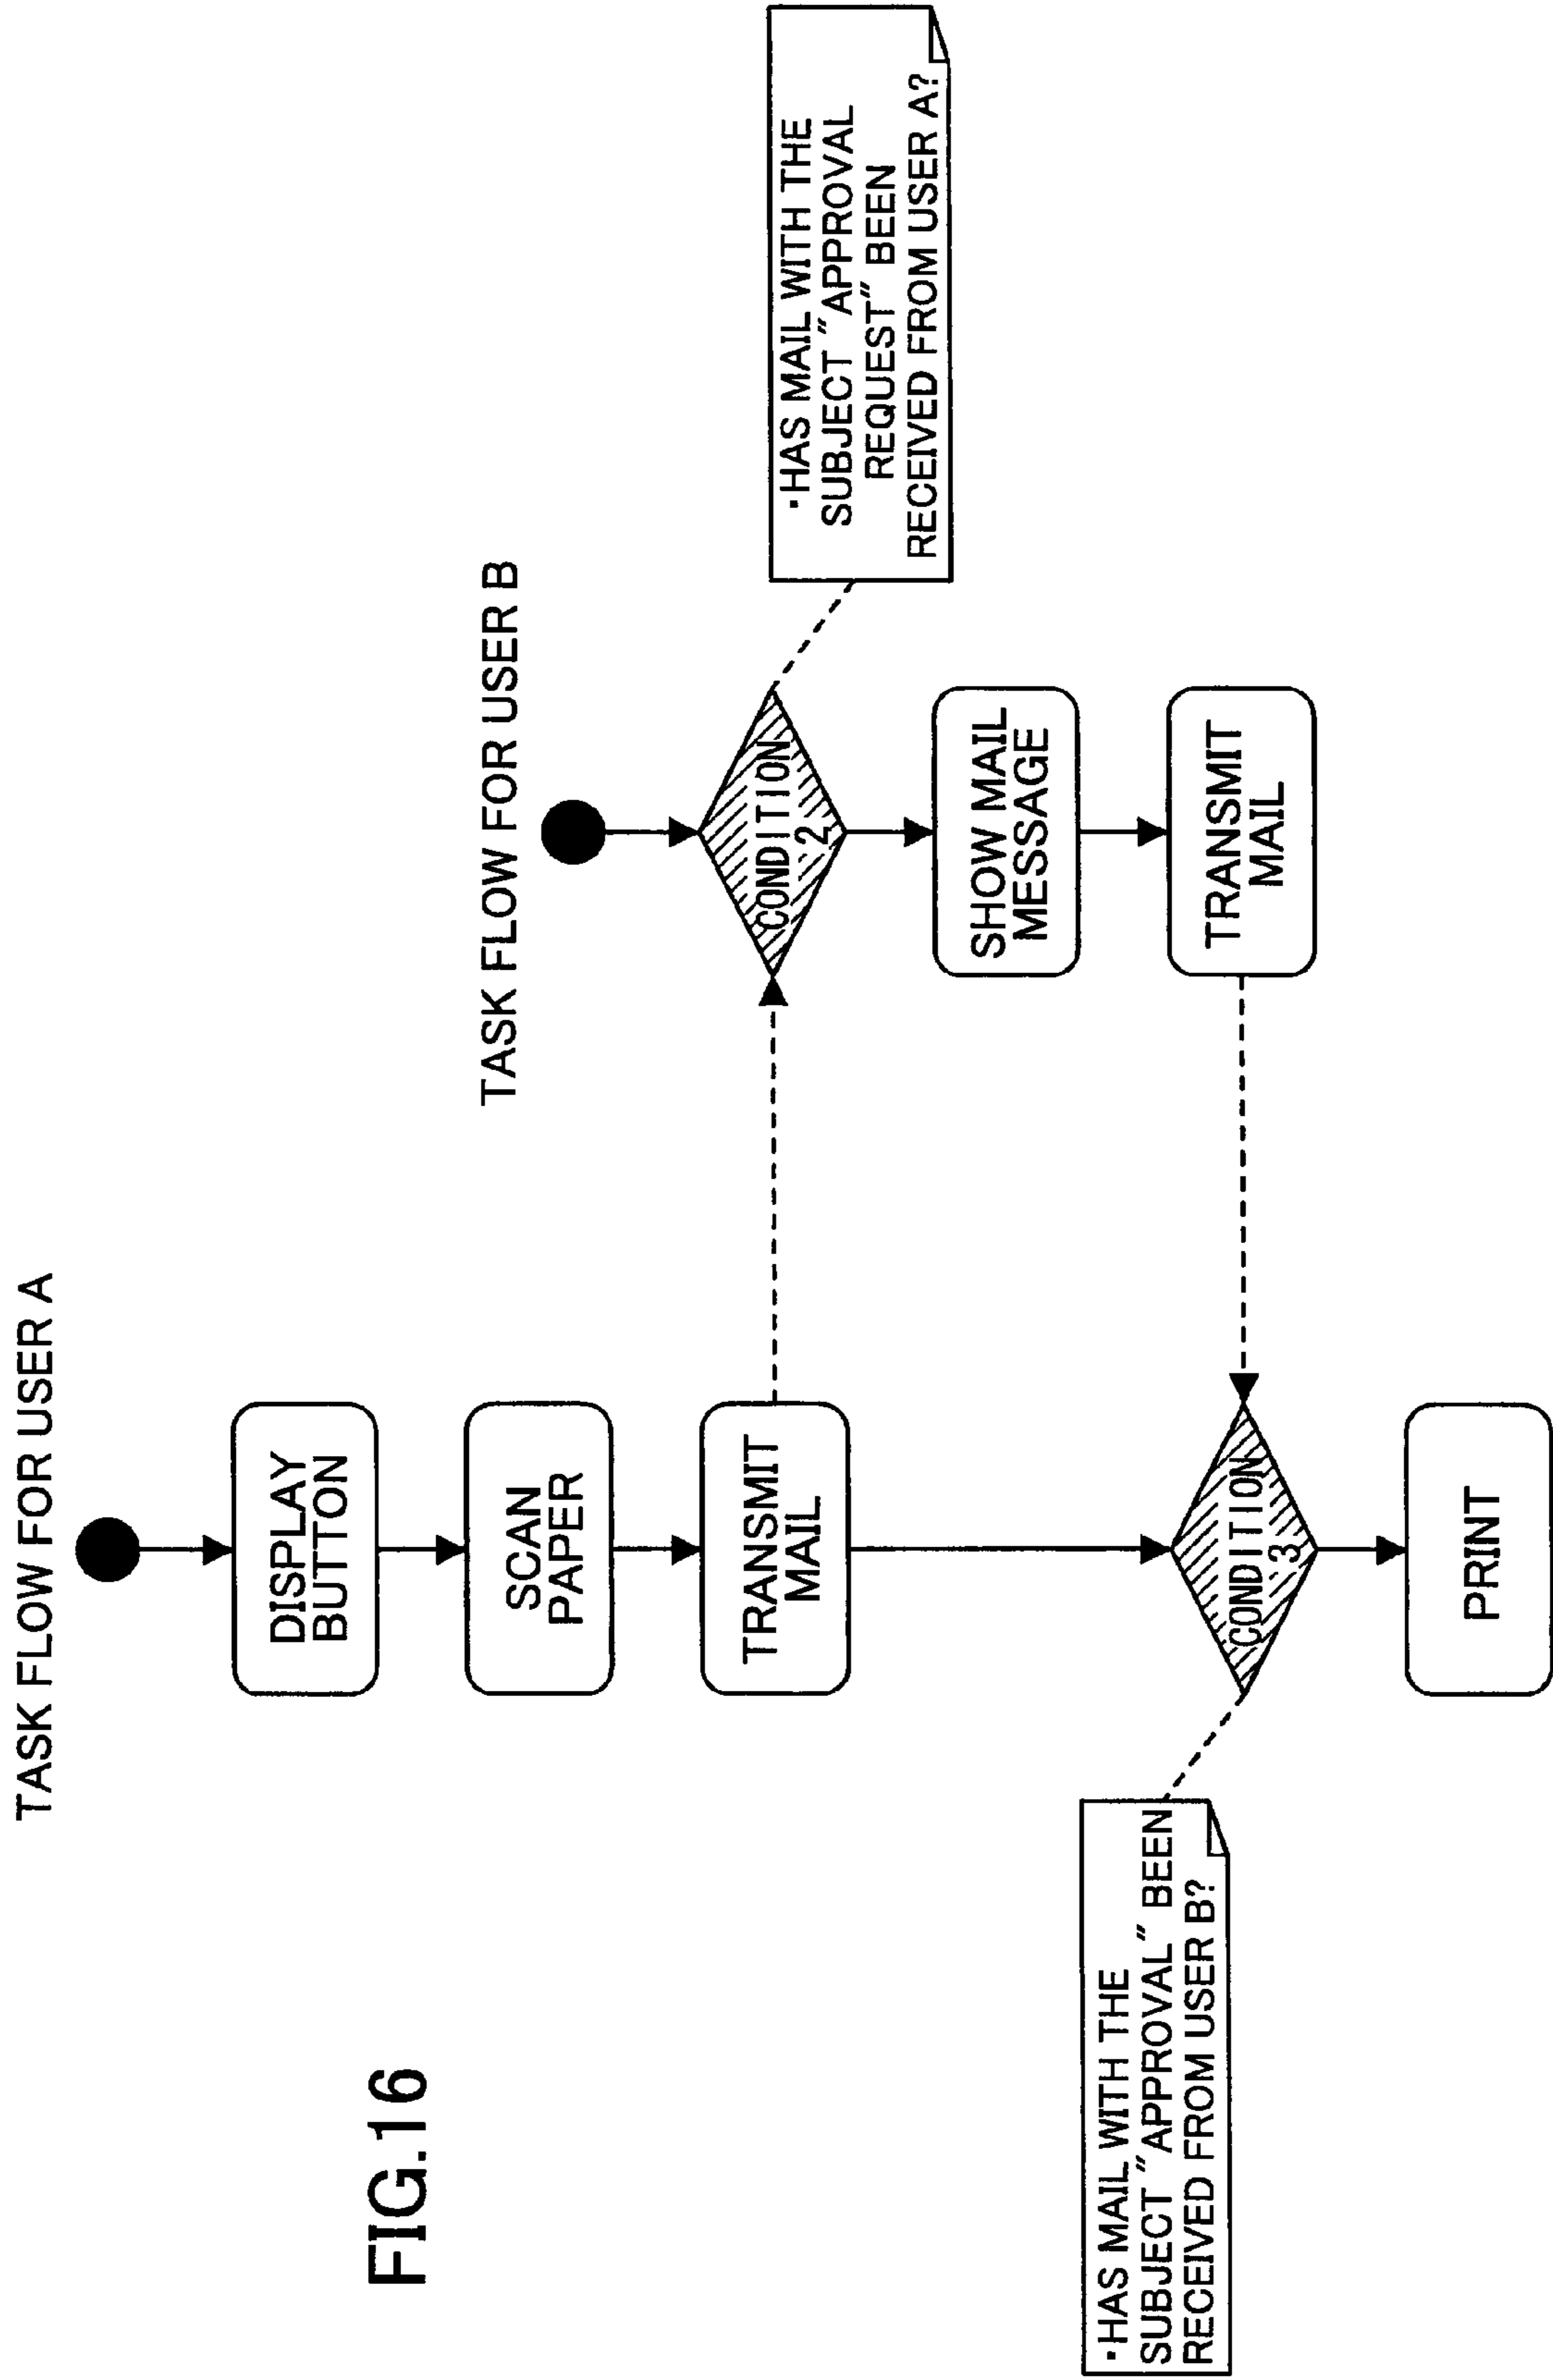 FIG.16
TASK FLOW FOR USER A
DISPLAY
BUTTON
SCAN
PAPER
TRANSMIT
MAIL
CONDITION
3
PRINT
・HAS MAIL WITH THE
SUBJECT ″APPROVAL″ BEEN
RECEIVED FROM USER B?
TASK FLOW FOR USER B
CONDITION
2
SHOW MAIL
MESSAGE
TRANSMIT
MAIL
・HAS MAIL WITH THE
SUBJECT ″APPROVAL
REQUEST″ BEEN
RECEIVED FROM USER A?